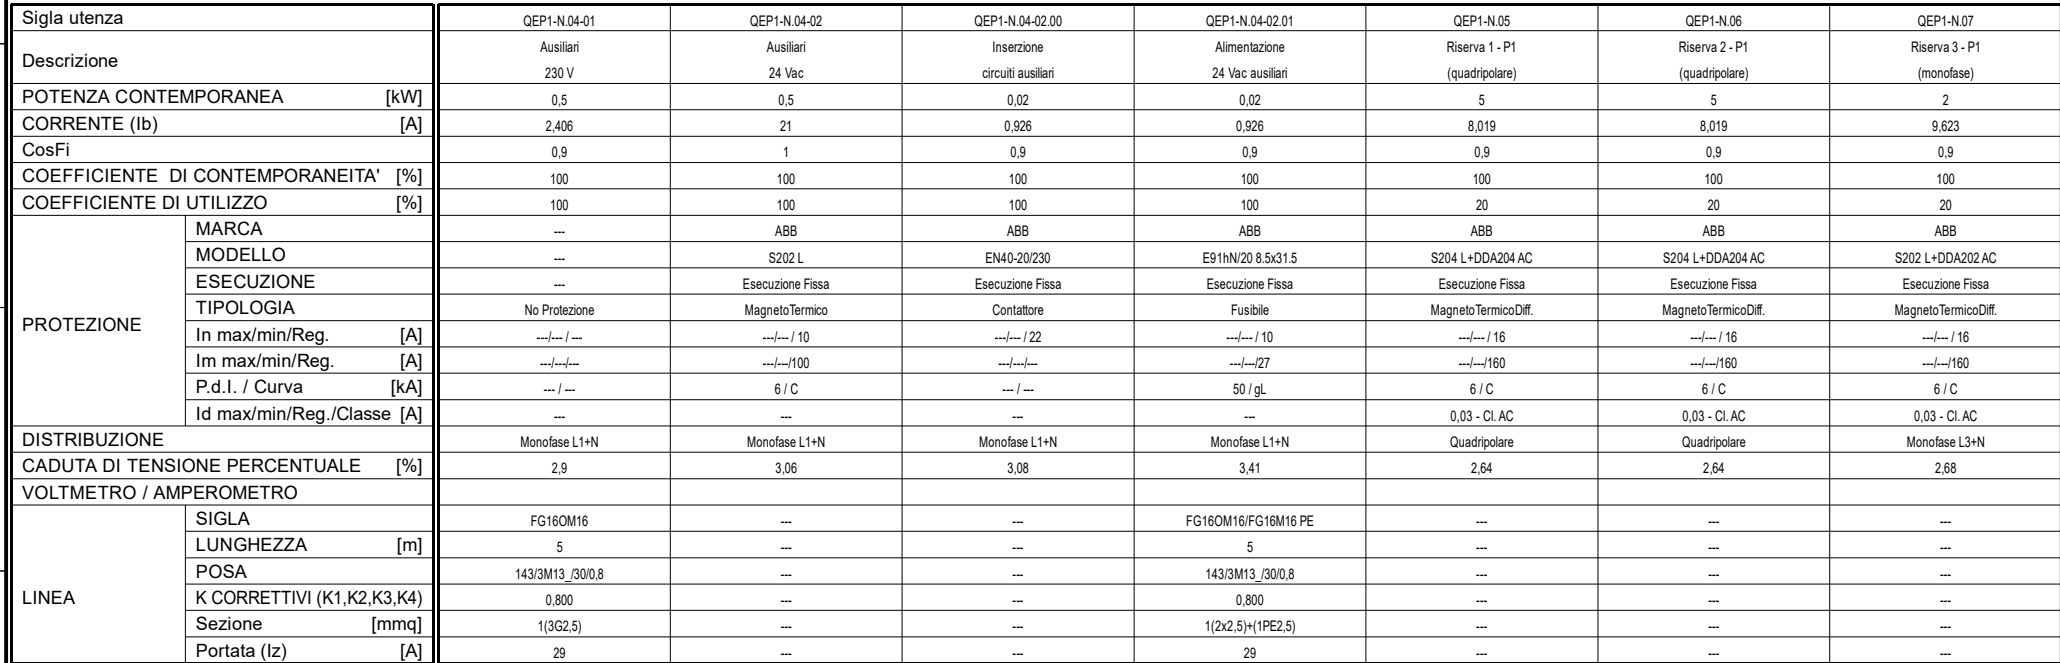 Sigla utenza QEP1-N.04-01 QEP1-N.04-02 QEP1-N.04-02.00 QEP1-N.04-02.01 QEP1-N.05 QEP1-N.06 QEP1-N.07
Descrizione Ausiliari Ausiliari Inserzione Alimentazione Riserva 1 - P1 Riserva 2 - P1 Riserva 3 - P1
230 V 24 Vac circuiti ausiliari 24 Vac ausiliari (quadripolare) (quadripolare) (monofase)
POTENZA CONTEMPORANEA [kW] 0,5 0,5 0,02 0,02 5 5 2
CORRENTE (Ib) [A] 2,406 21 0,926 0,926 8,019 8,019 9,623
CosFi 0,9 1 0,9 0,9 0,9 0,9 0,9
COEFFICIENTE DI CONTEMPORANEITA' [%] 100 100 100 100 100 100 100
COEFFICIENTE DI UTILIZZO [%] 100 100 100 100 20 20 20
PROTEZIONE
MARCA --- ABB ABB ABB ABB ABB ABB
MODELLO --- S202 L EN40-20/230 E91hN/20 8.5x31.5 S204 L+DDA204 AC S204 L+DDA204 AC S202 L+DDA202 AC
ESECUZIONE --- Esecuzione Fissa Esecuzione Fissa Esecuzione Fissa Esecuzione Fissa Esecuzione Fissa Esecuzione Fissa
TIPOLOGIA No Protezione MagnetoTermico Contattore Fusibile MagnetoTermicoDiff. MagnetoTermicoDiff. MagnetoTermicoDiff.
In max/min/Reg. [A] ---/--- / --- ---/--- / 10 ---/--- / 22 ---/--- / 10 ---/--- / 16 ---/--- / 16 ---/--- / 16
Im max/min/Reg. [A] ---/---/--- ---/---/100 ---/---/--- ---/---/27 ---/---/160 ---/---/160 ---/---/160
P.d.I. / Curva [kA] --- / --- 6 / C --- / --- 50 / gL 6 / C 6 / C 6 / C
Id max/min/Reg./Classe [A] --- --- --- --- 0,03 - Cl. AC 0,03 - Cl. AC 0,03 - Cl. AC
DISTRIBUZIONE Monofase L1+N Monofase L1+N Monofase L1+N Monofase L1+N Quadripolare Quadripolare Monofase L3+N
CADUTA DI TENSIONE PERCENTUALE [%] 2,9 3,06 3,08 3,41 2,64 2,64 2,68
VOLTMETRO / AMPEROMETRO
LINEA
SIGLA FG16OM16 --- --- FG16OM16/FG16M16 PE --- --- ---
LUNGHEZZA [m] 5 --- --- 5 --- --- ---
POSA 143/3M13_/30/0,8 --- --- 143/3M13_/30/0,8 --- --- ---
K CORRETTIVI (K1,K2,K3,K4) 0,800 --- --- 0,800 --- --- ---
Sezione [mmq] 1(3G2,5) --- --- 1(2x2,5)+(1PE2,5) --- --- ---
Portata (Iz) [A] 29 --- --- 29 --- --- ---